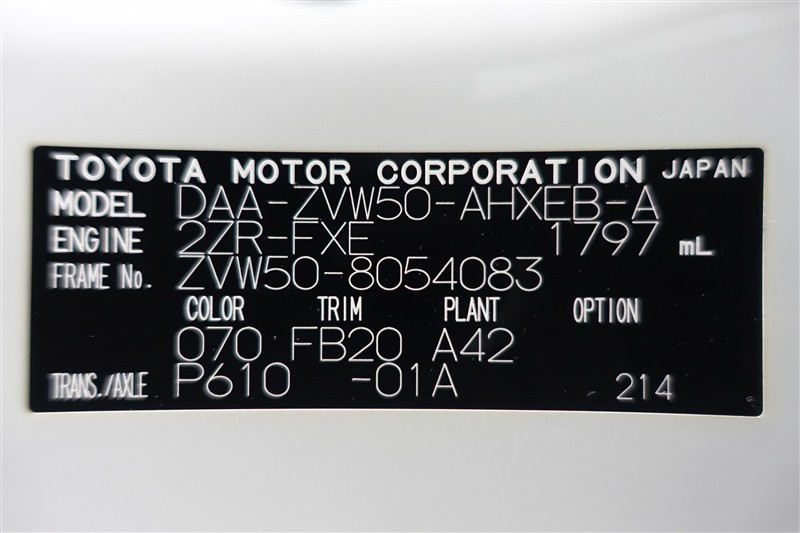 TOYOTA MOTOR CORPORATION JAPAN
MODEL DAA-ZVW50-AHXEB-A
ENGINE 2ZR-FXE 1797 mL
FRAME No. ZVW50-8054083
COLOR TRIM PLANT OPTION
070 FB20 A42
TRANS./AXLE P610 -01A 214